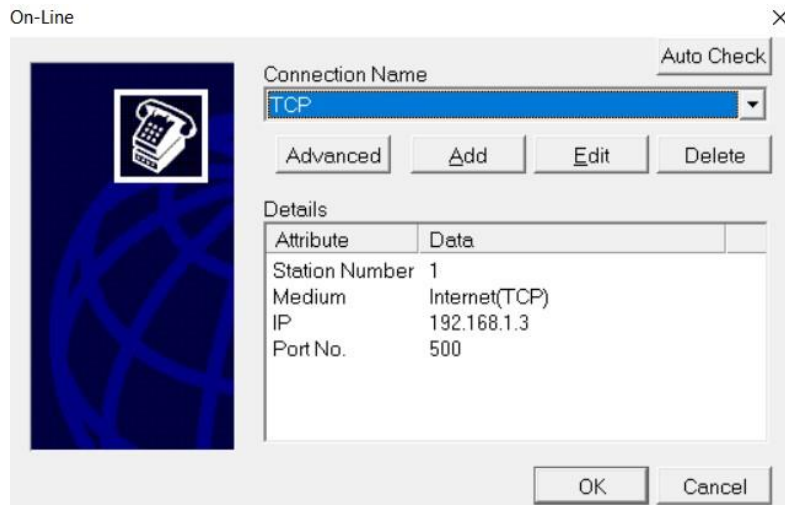 On-Line
Auto Check
Connection Name
TCP
Advanced Add Edit Delete
Details
Attribute Data
Station Number 1
Medium Internet(TCP)
IP 192.168.1.3
Port No. 500
OK Cancel